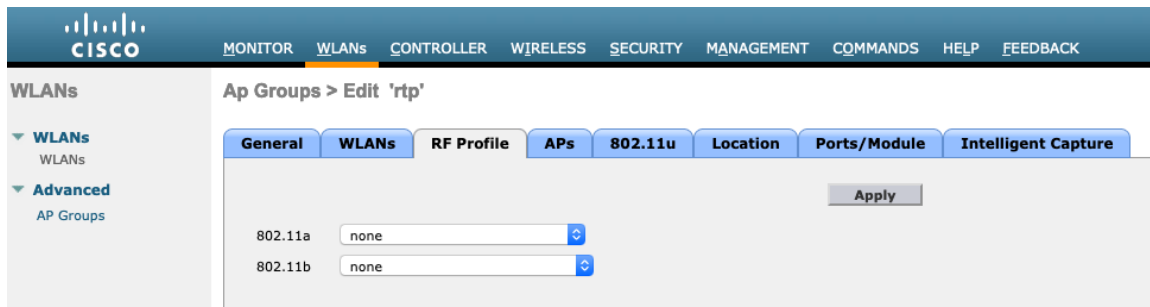 CISCO
MONITOR WLANs CONTROLLER WIRELESS SECURITY MANAGEMENT COMMANDS HELP FEEDBACK
WLANs
Ap Groups > Edit 'rtp'
WLANs
WLANs
Advanced
AP Groups
General WLANs RF Profile APs 802.11u Location Ports/Module Intelligent Capture
Apply
802.11a none
802.11b none